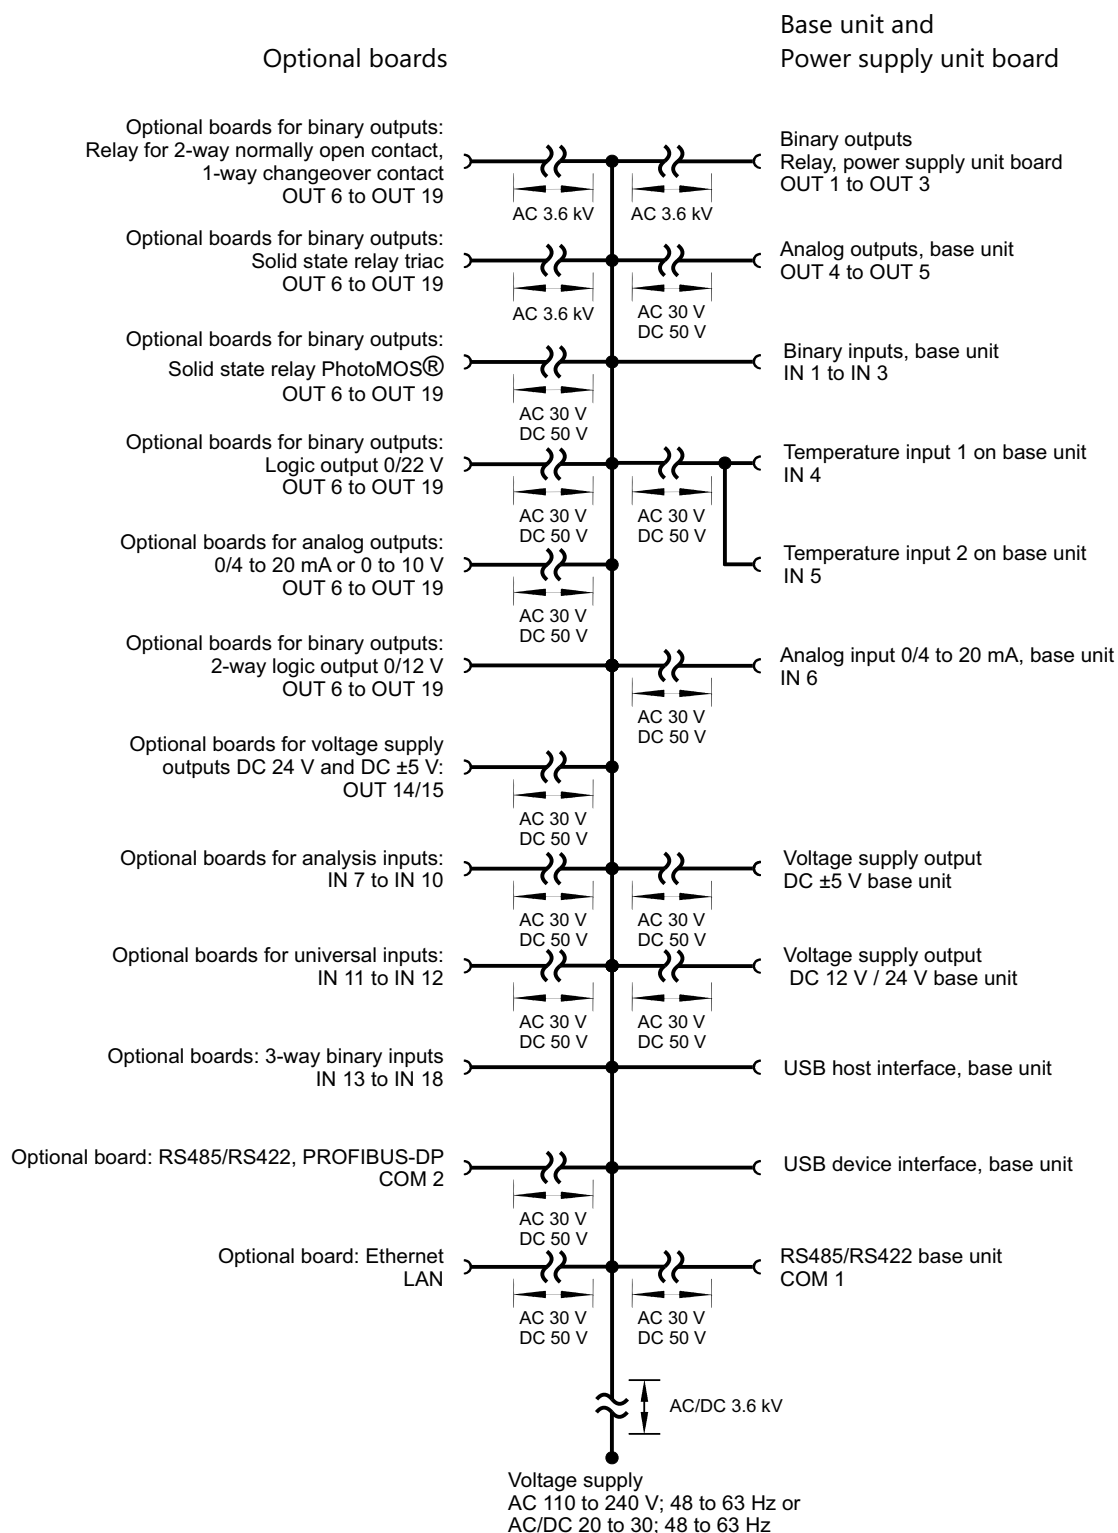 Optional boards
Base unit and
Power supply unit board
Optional boards for binary outputs:
Relay for 2-way normally open contact,
1-way changeover contact
OUT 6 to OUT 19
AC 3.6 kV
AC 3.6 kV
Binary outputs
Relay, power supply unit board
OUT 1 to OUT 3
Optional boards for binary outputs:
Solid state relay triac
OUT 6 to OUT 19
AC 3.6 kV
AC 30 V
DC 50 V
Analog outputs, base unit
OUT 4 to OUT 5
Optional boards for binary outputs:
Solid state relay PhotoMOS®
OUT 6 to OUT 19
AC 30 V
DC 50 V
Binary inputs, base unit
IN 1 to IN 3
Optional boards for binary outputs:
Logic output 0/22 V
OUT 6 to OUT 19
AC 30 V
DC 50 V
AC 30 V
DC 50 V
Temperature input 1 on base unit
IN 4
Optional boards for analog outputs:
0/4 to 20 mA or 0 to 10 V
OUT 6 to OUT 19
AC 30 V
DC 50 V
Temperature input 2 on base unit
IN 5
Optional boards for binary outputs:
2-way logic output 0/12 V
OUT 6 to OUT 19
AC 30 V
DC 50 V
Analog input 0/4 to 20 mA, base unit
IN 6
Optional boards for voltage supply
outputs DC 24 V and DC ±5 V:
OUT 14/15
AC 30 V
DC 50 V
Optional boards for analysis inputs:
IN 7 to IN 10
AC 30 V
DC 50 V
AC 30 V
DC 50 V
Voltage supply output
DC ±5 V base unit
Optional boards for universal inputs:
IN 11 to IN 12
AC 30 V
DC 50 V
AC 30 V
DC 50 V
Voltage supply output
DC 12 V / 24 V base unit
Optional boards: 3-way binary inputs
IN 13 to IN 18
USB host interface, base unit
Optional board: RS485/RS422, PROFIBUS-DP
COM 2
AC 30 V
DC 50 V
USB device interface, base unit
Optional board: Ethernet
LAN
AC 30 V
DC 50 V
AC 30 V
DC 50 V
RS485/RS422 base unit
COM 1
AC/DC 3.6 kV
Voltage supply
AC 110 to 240 V; 48 to 63 Hz or
AC/DC 20 to 30; 48 to 63 Hz